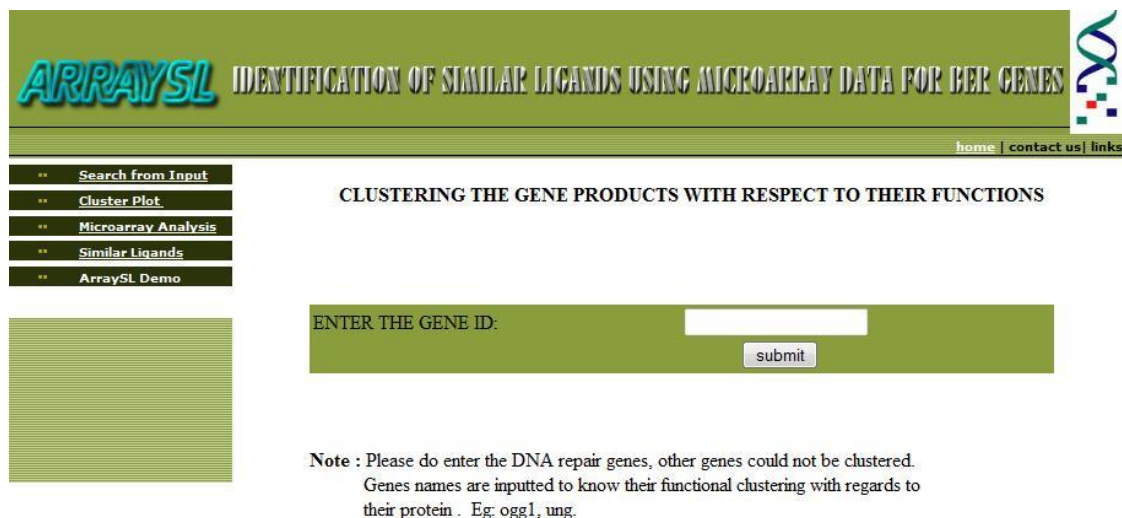 ARRAYSL IDENTIFICATION OF SIMILAR LIGANDS USING MICROARRAY DATA FOR BER GENES
home | contact us| links
Search from Input
Cluster Plot
Microarray Analysis
Similar Ligands
ArraySL Demo
CLUSTERING THE GENE PRODUCTS WITH RESPECT TO THEIR FUNCTIONS
ENTER THE GENE ID:
submit
Note : Please do enter the DNA repair genes, other genes could not be clustered.
Genes names are inputted to know their functional clustering with regards to
their protein . Eg: ogg1, ung.